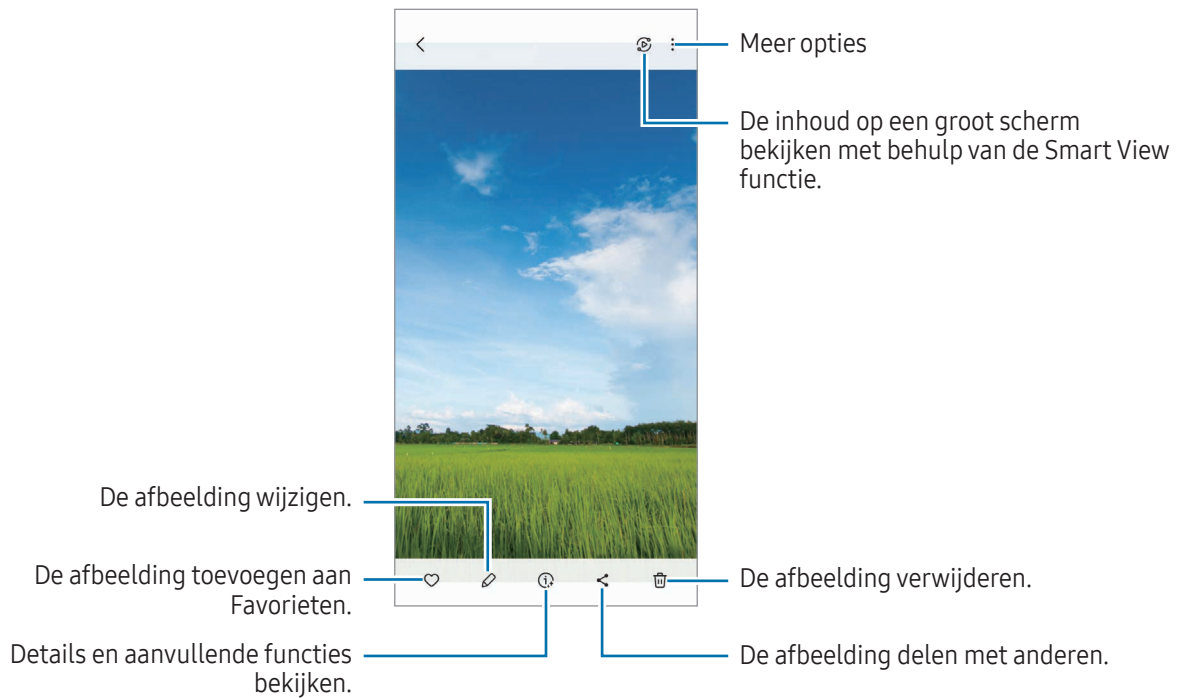 Meer opties
De inhoud op een groot scherm
bekijken met behulp van de Smart View
functie.
De afbeelding wijzigen.
De afbeelding toevoegen aan
Favorieten.
De afbeelding verwijderen.
Details en aanvullende functies
bekijken.
De afbeelding delen met anderen.